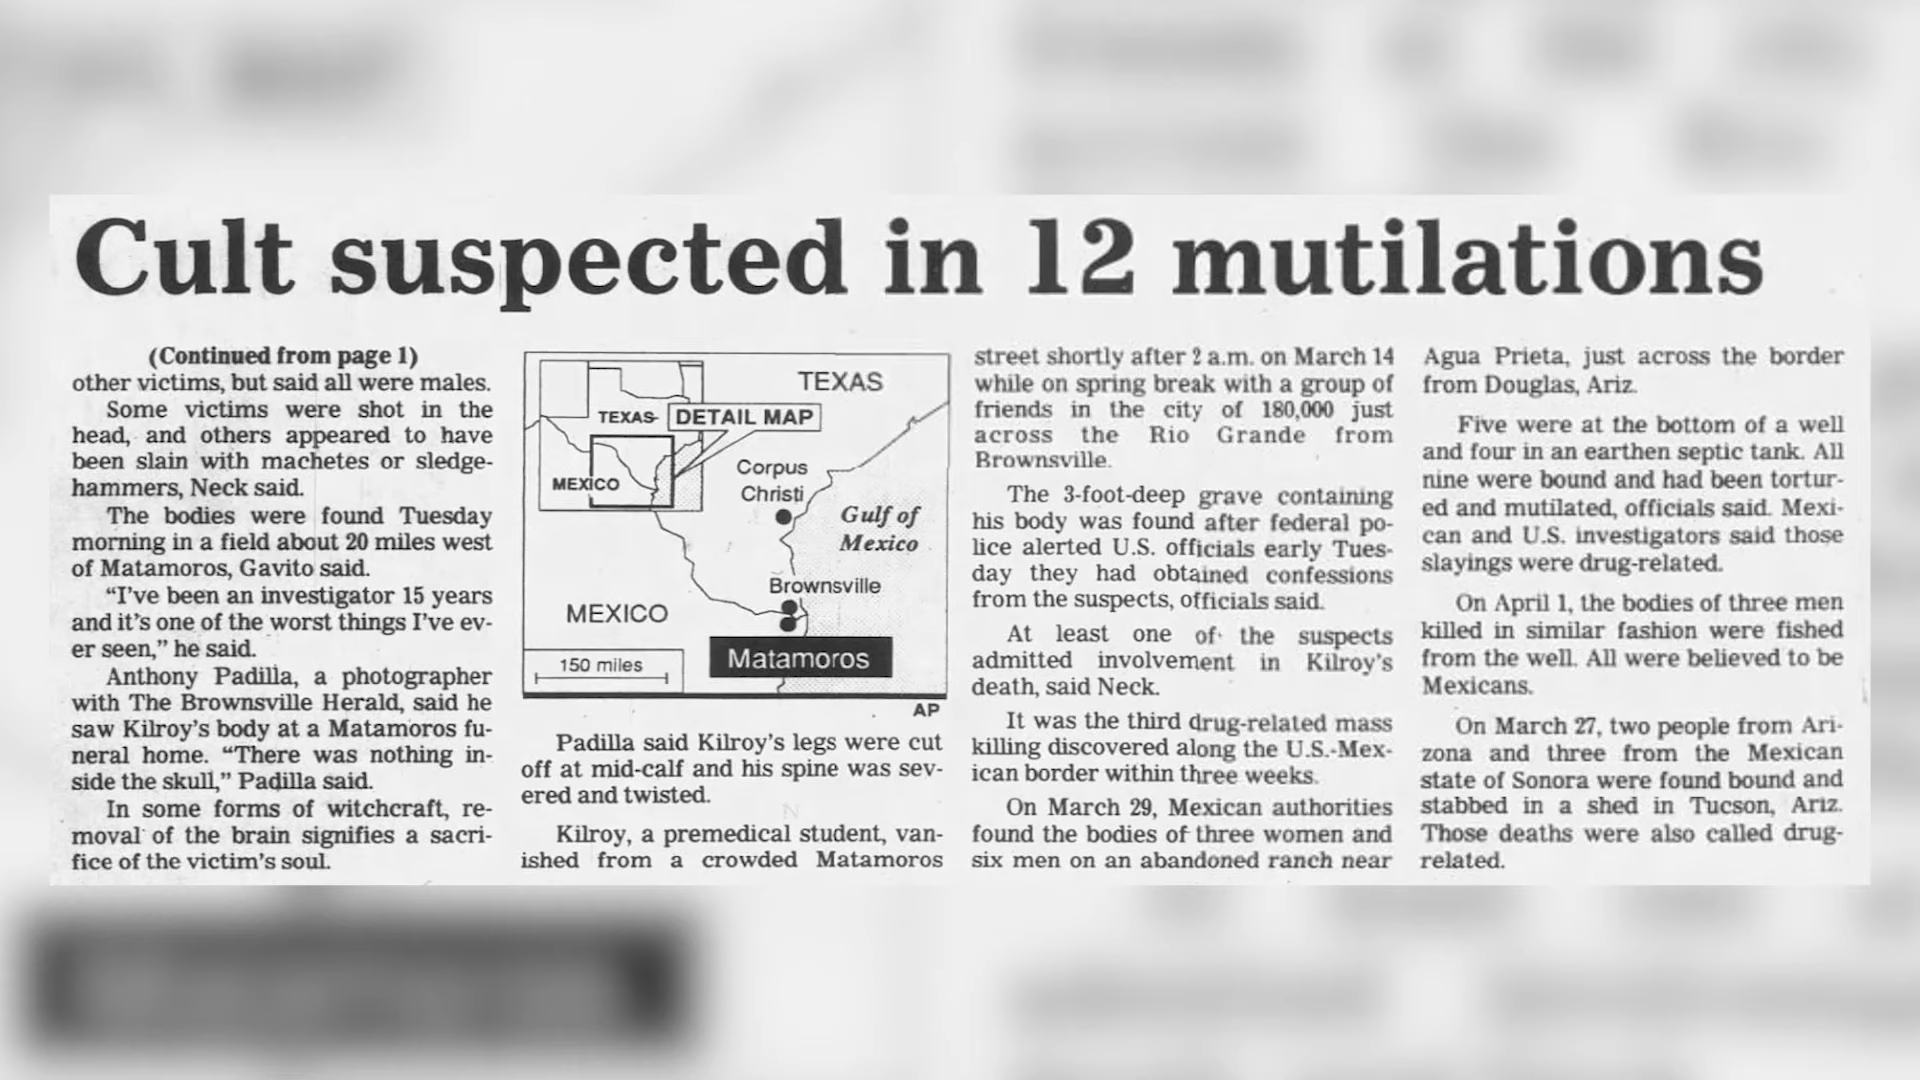 Cult suspected in 12 mutilations
(Continued from page 1)
other victims, but said all were males.
Some victims were shot in the
head, and others appeared to have
been slain with machetes or sledge-
hammers, Neck said.
The bodies were found Tuesday
morning in a field about 20 miles west
of Matamoros, Gavito said.
“I’ve been an investigator 15 years
and it’s one of the worst things I’ve ev-
er seen,” he said.
Anthony Padilla, a photographer
with The Brownsville Herald, said he
saw Kilroy’s body at a Matamoros fu-
neral home. “There was nothing in-
side the skull,” Padilla said.
In some forms of witchcraft, re-
moval of the brain signifies a sacri-
fice of the victim’s soul.
TEXAS
TEXAS
DETAIL MAP
MEXICO
Corpus
Christi
Gulf of
Mexico
Brownsville
MEXICO
Matamoros
150 miles
AP
Padilla said Kilroy’s legs were cut
off at mid-calf and his spine was sev-
ered and twisted.
Kilroy, a premedical student, van-
ished from a crowded Matamoros
street shortly after 2 a.m. on March 14
while on spring break with a group of
friends in the city of 180,000 just
across the Rio Grande from
Brownsville.
The 3-foot-deep grave containing
his body was found after federal po-
lice alerted U.S. officials early Tues-
day they had obtained confessions
from the suspects, officials said.
At least one of the suspects
admitted involvement in Kilroy’s
death, said Neck.
It was the third drug-related mass
killing discovered along the U.S.-Mex-
ican border within three weeks.
On March 29, Mexican authorities
found the bodies of three women and
six men on an abandoned ranch near
Agua Prieta, just across the border
from Douglas, Ariz.
Five were at the bottom of a well
and four in an earthen septic tank. All
nine were bound and had been tortur-
ed and mutilated, officials said. Mexi-
can and U.S. investigators said those
slayings were drug-related.
On April 1, the bodies of three men
killed in similar fashion were fished
from the well. All were believed to be
Mexicans.
On March 27, two people from Ari-
zona and three from the Mexican
state of Sonora were found bound and
stabbed in a shed in Tucson, Ariz.
Those deaths were also called drug-
related.